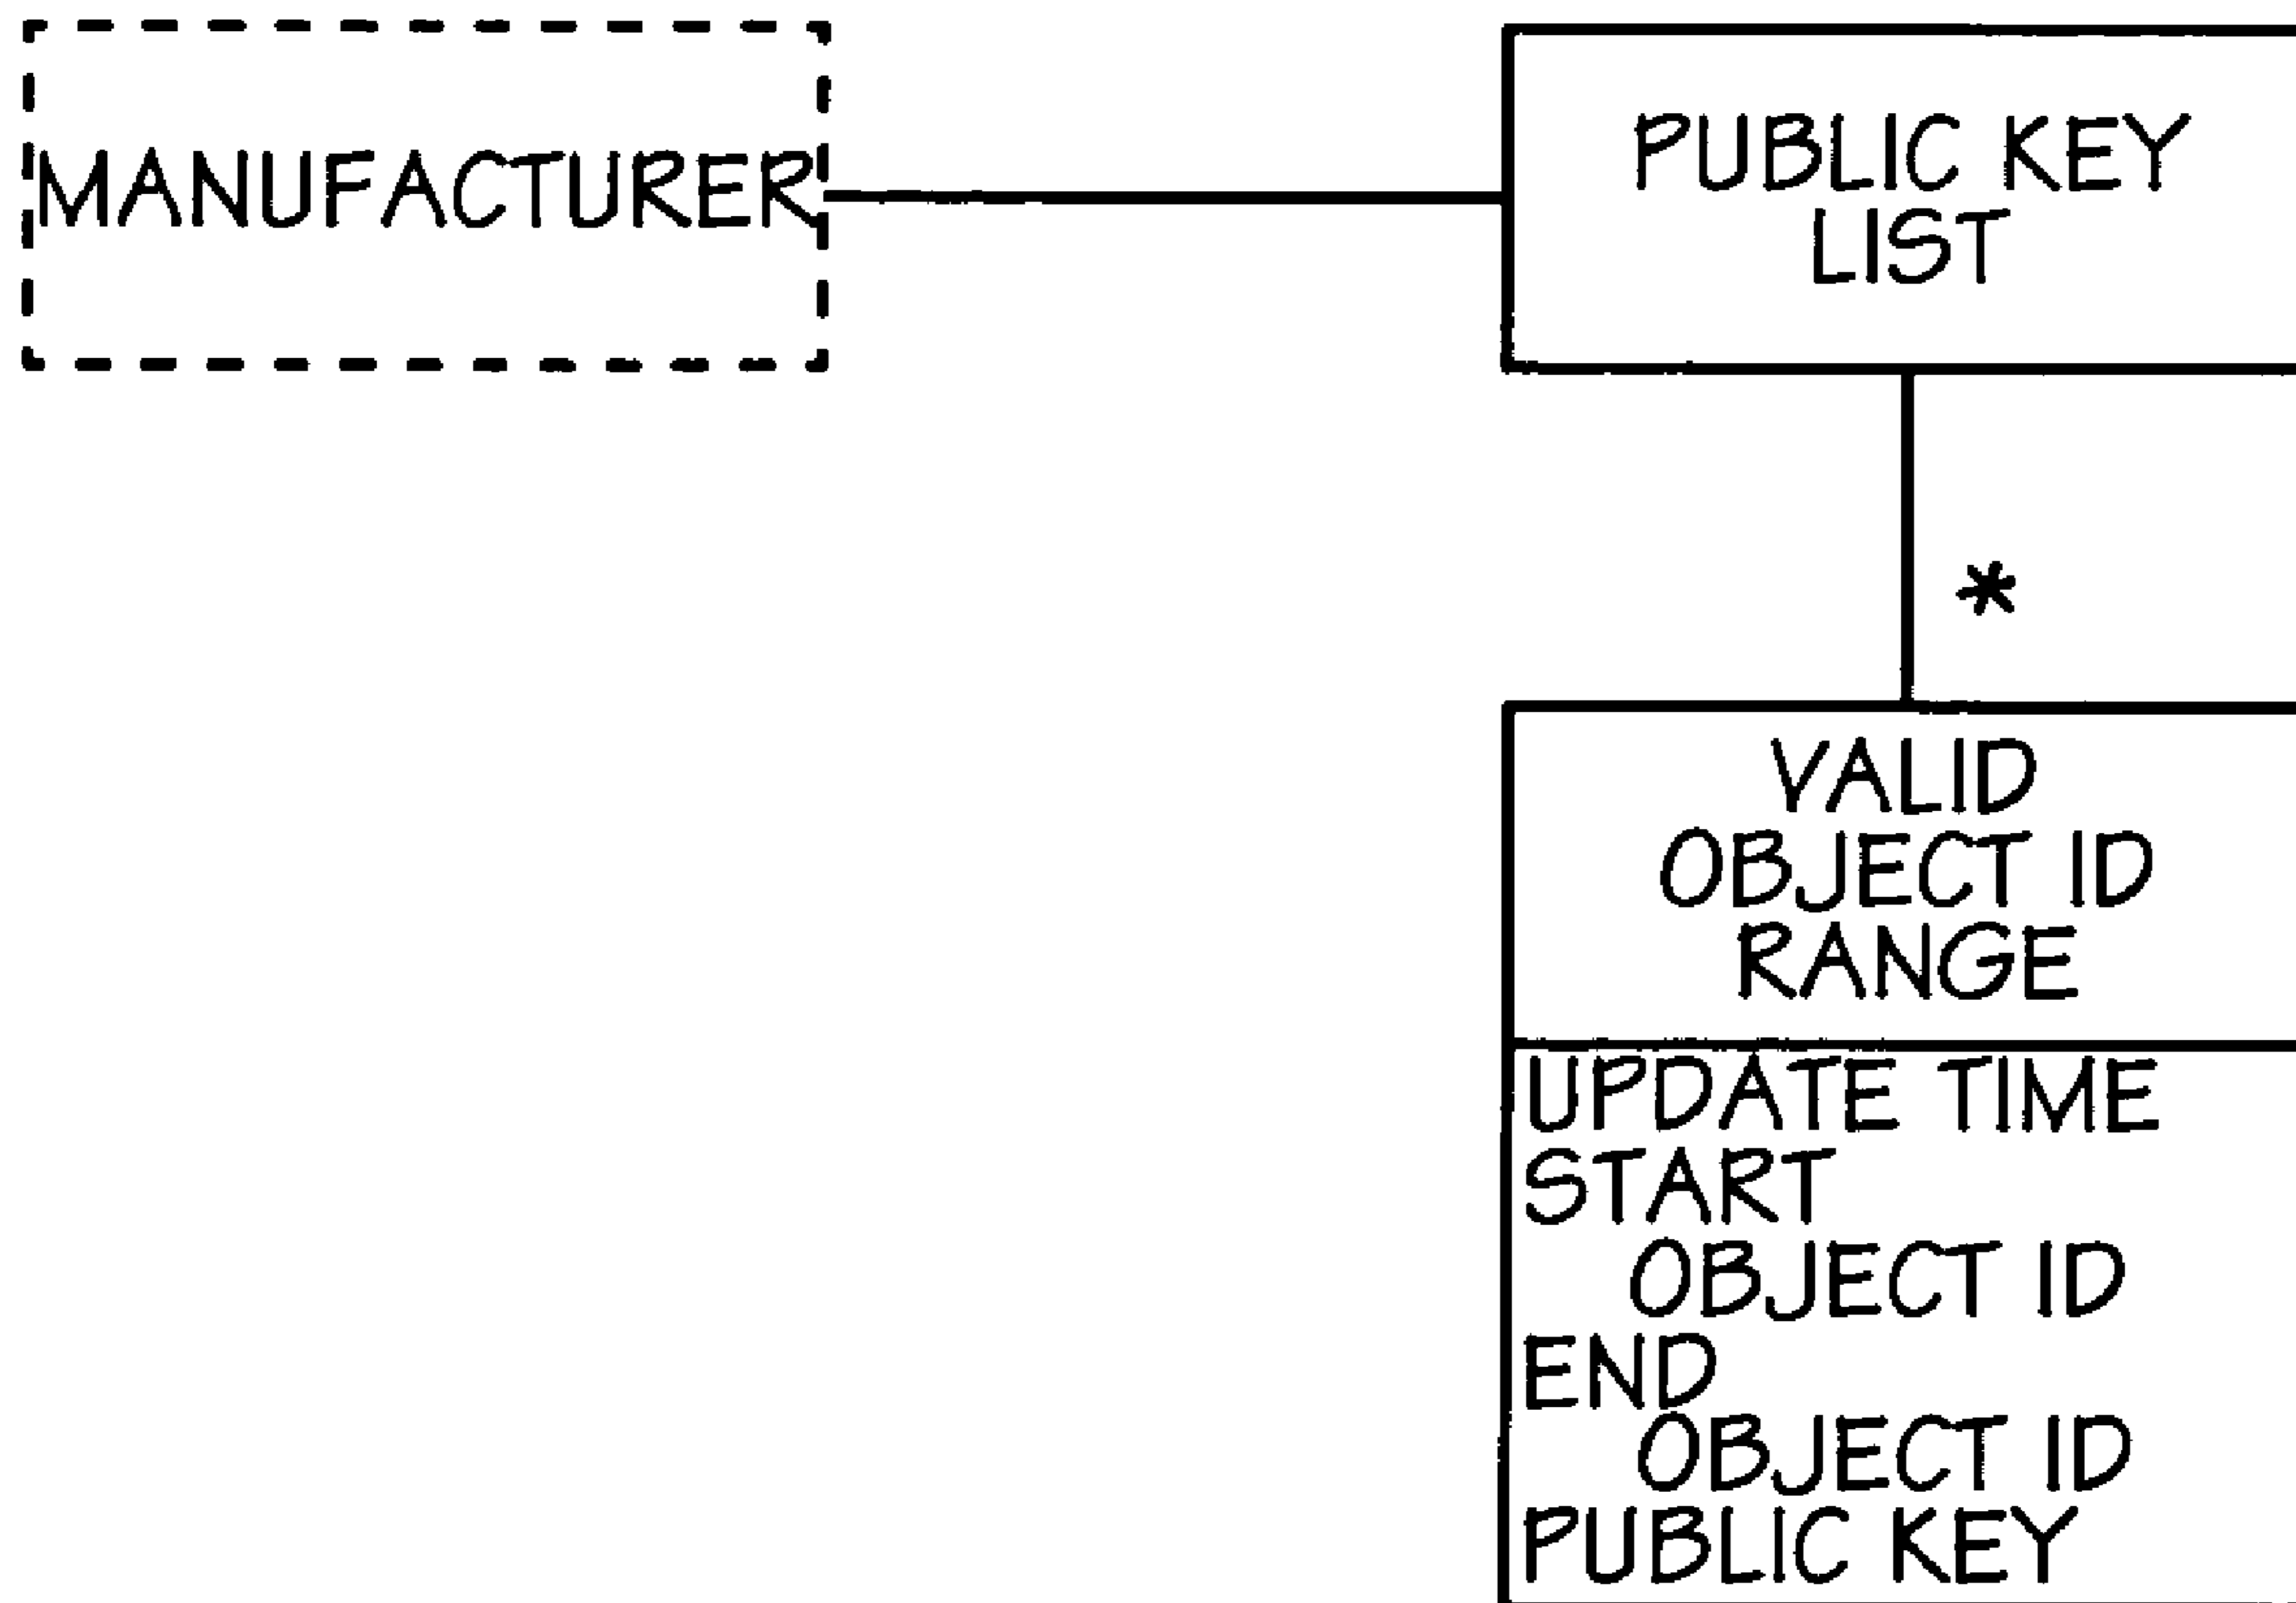 MANUFACTURER
PUBLIC KEY
LIST
*
VALID
OBJECT ID
RANGE
UPDATE TIME
START
OBJECT ID
END
OBJECT ID
PUBLIC KEY